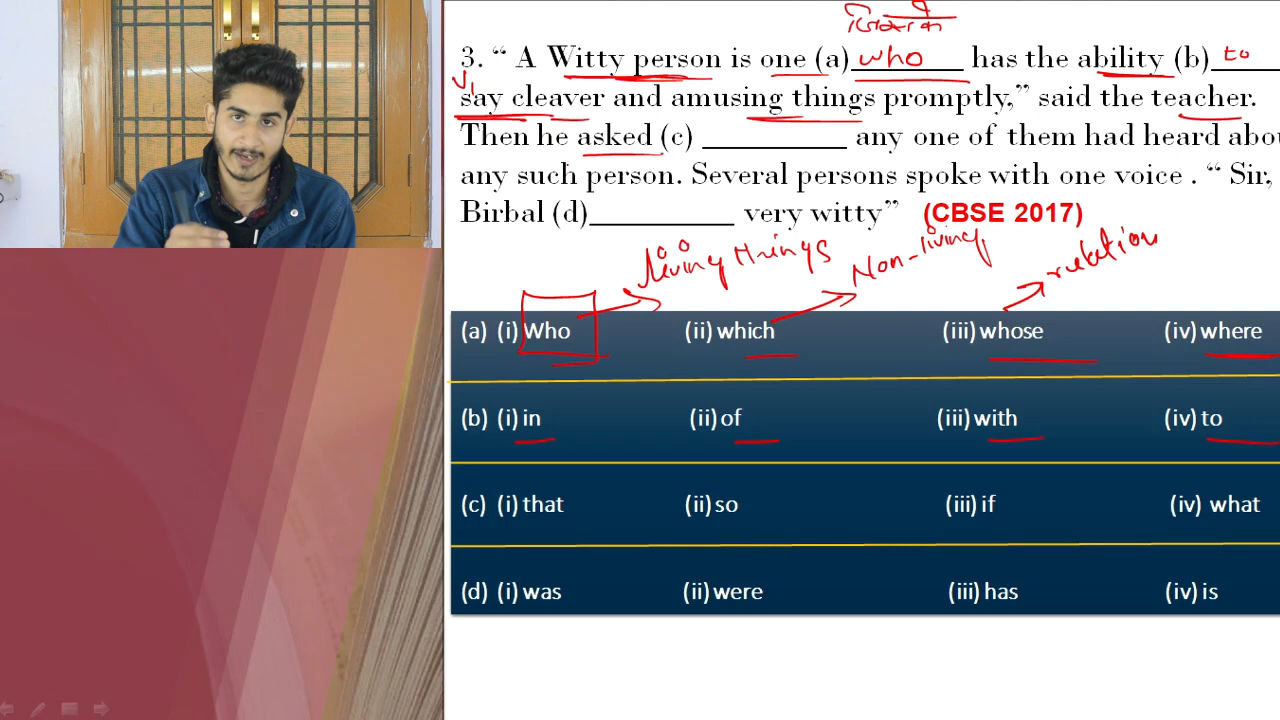 3. “ A Witty person is one (a) who has the ability (b) to
V1
say cleaver and amusing things promptly,” said the teacher.
Then he asked (c) __________ any one of them had heard abou
any such person. Several persons spoke with one voice . “ Sir,
Birbal (d)__________ very witty” (CBSE 2017)
Living things
Non-living
relation
(a) (i) Who (ii) which (iii) whose (iv) where
(b) (i) in (ii) of (iii) with (iv) to
(c) (i) that (ii) so (iii) if (iv) what
(d) (i) was (ii) were (iii) has (iv) is